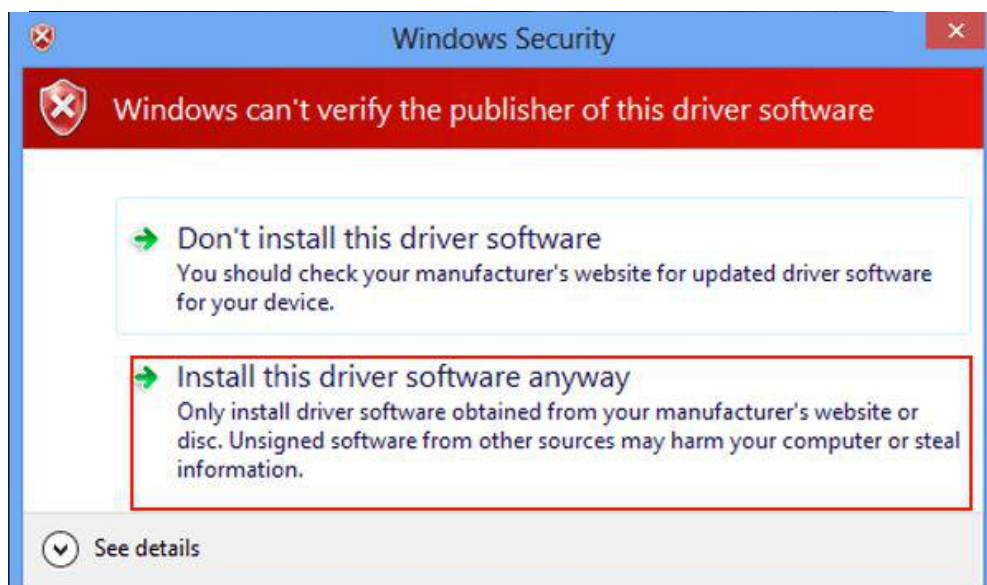 Windows Security
Windows can't verify the publisher of this driver software
Don't install this driver software
You should check your manufacturer's website for updated driver software
for your device.
Install this driver software anyway
Only install driver software obtained from your manufacturer's website or
disc. Unsigned software from other sources may harm your computer or steal
information.
See details